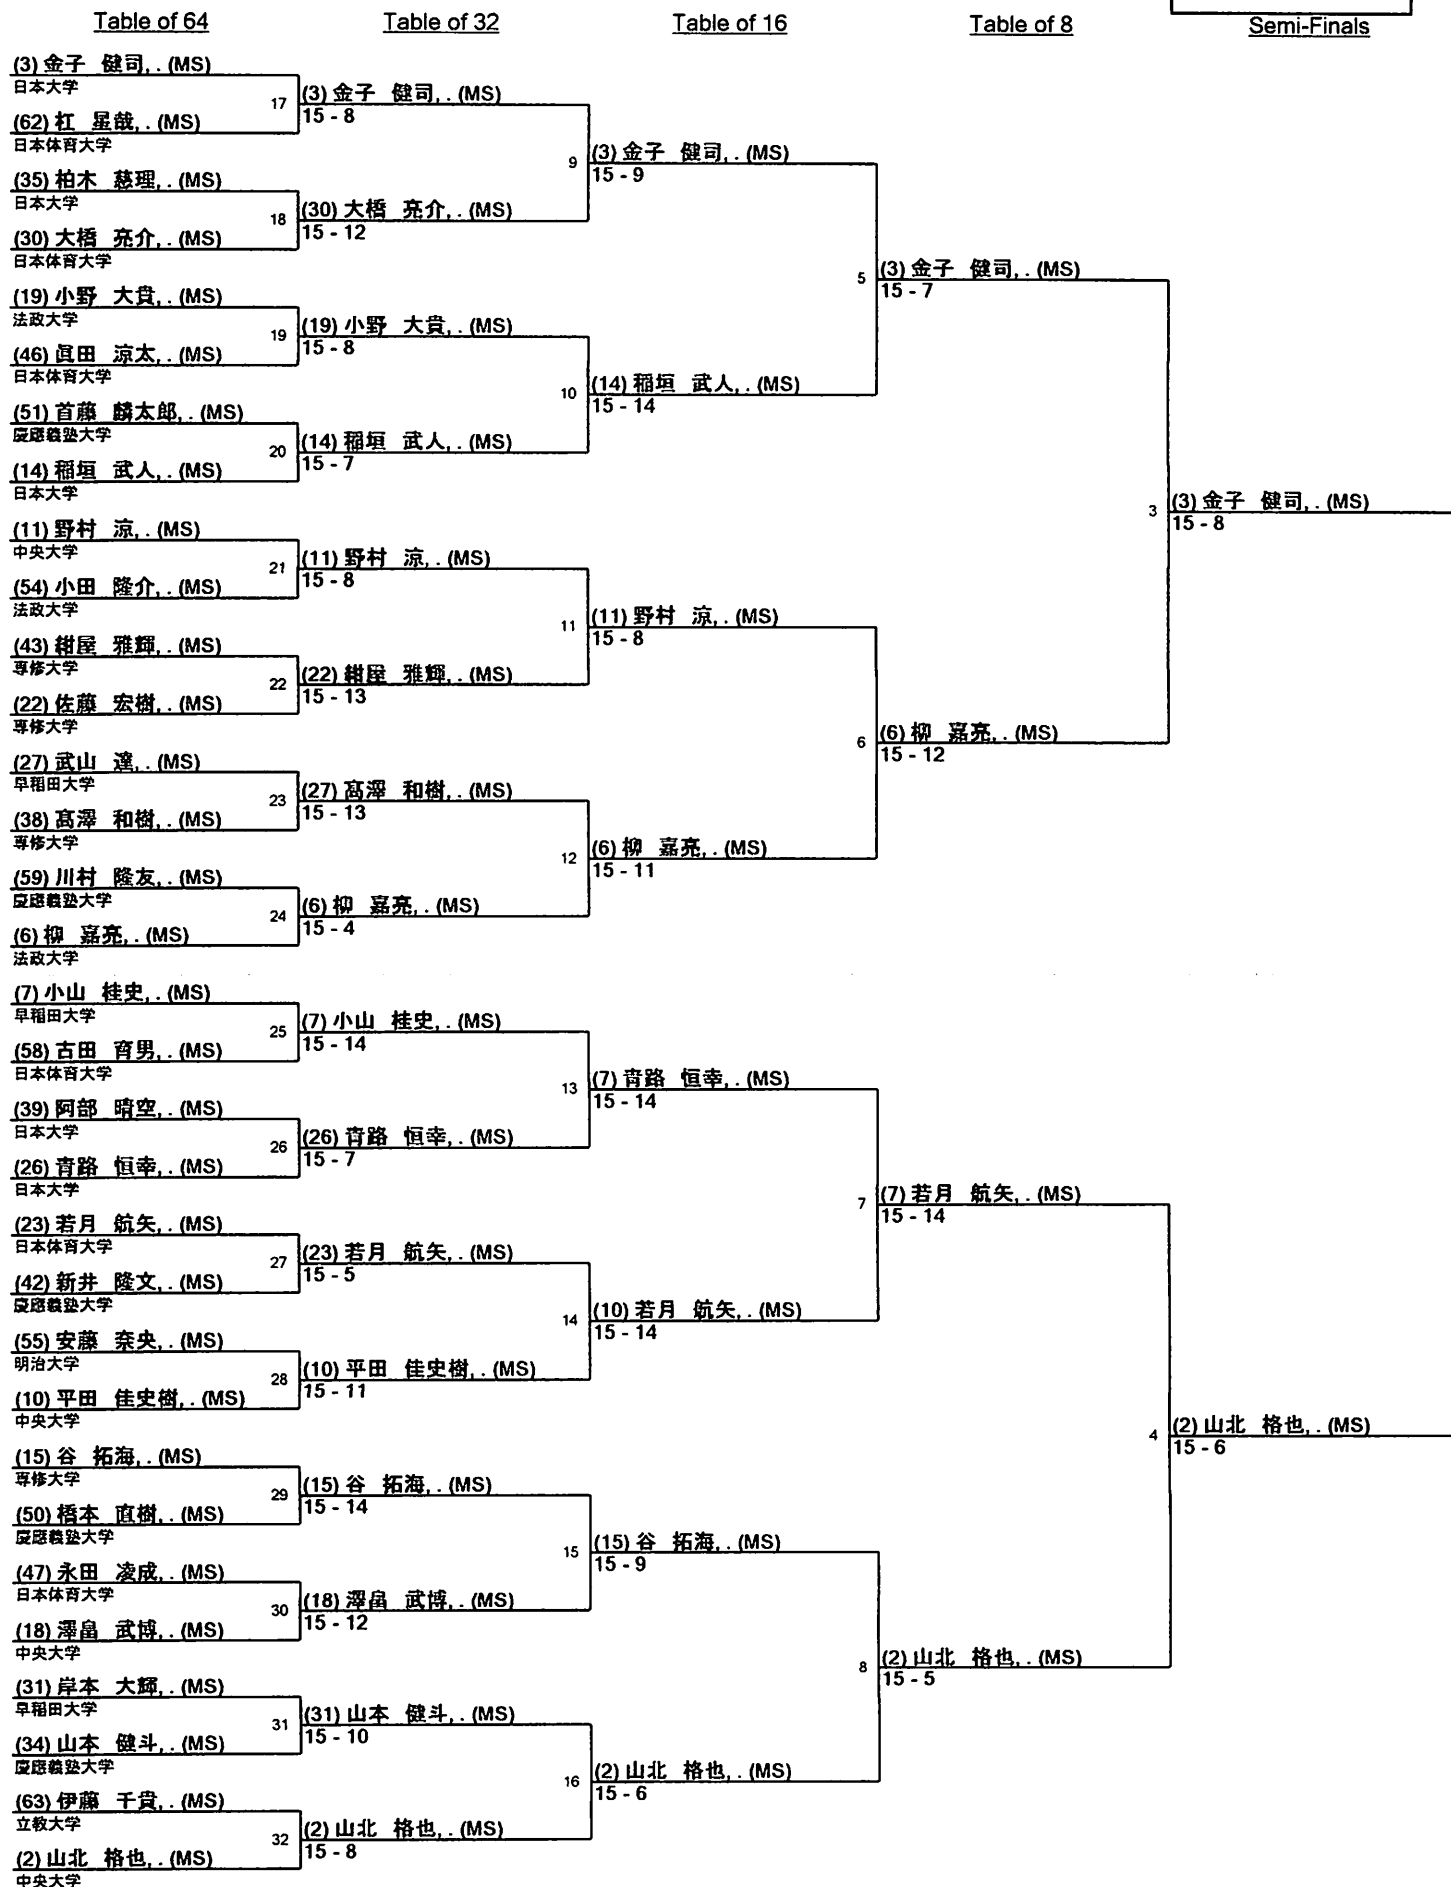 Table of 64
Table of 32
Table of 16
Table of 8
Semi-Finals
(3) 金子 健司, . (MS)
日本大学
17
(3) 金子 健司, . (MS)
15 - 8
(62) 杠 星哉, . (MS)
日本体育大学
9
(3) 金子 健司, . (MS)
15 - 9
(35) 柏木 慈理, . (MS)
日本大学
18
(30) 大橋 亮介, . (MS)
15 - 12
(30) 大橋 亮介, . (MS)
日本体育大学
5
(3) 金子 健司, . (MS)
15 - 7
(19) 小野 大貴, . (MS)
法政大学
19
(19) 小野 大貴, . (MS)
15 - 8
(46) 眞田 涼太, . (MS)
日本体育大学
10
(14) 稲垣 武人, . (MS)
15 - 14
(51) 首藤 麟太郎, . (MS)
慶應義塾大学
20
(14) 稲垣 武人, . (MS)
15 - 7
(14) 稲垣 武人, . (MS)
日本大学
3
(3) 金子 健司, . (MS)
15 - 8
(11) 野村 涼, . (MS)
中央大学
21
(11) 野村 涼, . (MS)
15 - 8
(54) 小田 隆介, . (MS)
法政大学
11
(11) 野村 涼, . (MS)
15 - 8
(43) 紺屋 雅輝, . (MS)
専修大学
22
(22) 紺屋 雅輝, . (MS)
15 - 13
(22) 佐藤 宏樹, . (MS)
専修大学
6
(6) 柳 嘉亮, . (MS)
15 - 12
(27) 武山 達, . (MS)
早稲田大学
23
(27) 髙澤 和樹, . (MS)
15 - 13
(38) 髙澤 和樹, . (MS)
専修大学
12
(6) 柳 嘉亮, . (MS)
15 - 11
(59) 川村 隆友, . (MS)
慶應義塾大学
24
(6) 柳 嘉亮, . (MS)
15 - 4
(6) 柳 嘉亮, . (MS)
法政大学
(7) 小山 桂史, . (MS)
早稲田大学
25
(7) 小山 桂史, . (MS)
15 - 14
(58) 古田 育男, . (MS)
日本体育大学
13
(7) 青路 恒幸, . (MS)
15 - 14
(39) 阿部 晴空, . (MS)
日本大学
26
(26) 青路 恒幸, . (MS)
15 - 7
(26) 青路 恒幸, . (MS)
日本大学
7
(7) 若月 航矢, . (MS)
15 - 14
(23) 若月 航矢, . (MS)
日本体育大学
27
(23) 若月 航矢, . (MS)
15 - 5
(42) 新井 隆文, . (MS)
慶應義塾大学
14
(10) 若月 航矢, . (MS)
15 - 14
(55) 安藤 奈央, . (MS)
明治大学
28
(10) 平田 佳史樹, . (MS)
15 - 11
(10) 平田 佳史樹, . (MS)
中央大学
4
(2) 山北 格也, . (MS)
15 - 6
(15) 谷 拓海, . (MS)
専修大学
29
(15) 谷 拓海, . (MS)
15 - 14
(50) 橋本 直樹, . (MS)
慶應義塾大学
15
(15) 谷 拓海, . (MS)
15 - 9
(47) 永田 凌成, . (MS)
日本体育大学
30
(18) 澤畠 武博, . (MS)
15 - 12
(18) 澤畠 武博, . (MS)
中央大学
8
(2) 山北 格也, . (MS)
15 - 5
(31) 岸本 大輝, . (MS)
早稲田大学
31
(31) 山本 健斗, . (MS)
15 - 10
(34) 山本 健斗, . (MS)
慶應義塾大学
16
(2) 山北 格也, . (MS)
15 - 6
(63) 伊藤 千貴, . (MS)
立教大学
32
(2) 山北 格也, . (MS)
15 - 8
(2) 山北 格也, . (MS)
中央大学